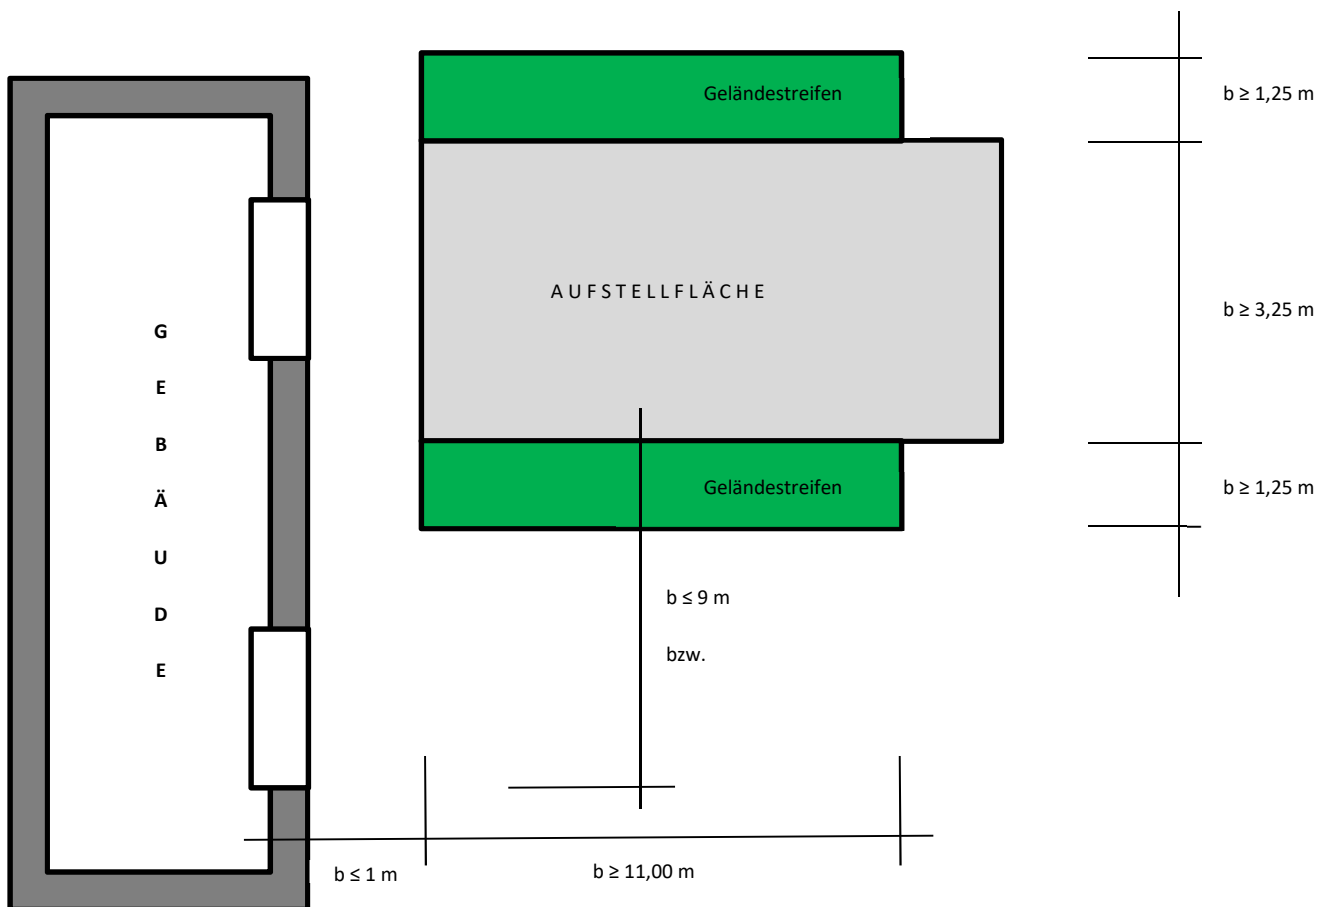 Geländestreifen
b ≥ 1,25 m
AUFSTELLFLÄCHE
b ≥ 3,25 m
G
E
B
Ä
U
D
E
Geländestreifen
b ≥ 1,25 m
b ≤ 9 m
bzw.
b ≤ 1 m
b ≥ 11,00 m